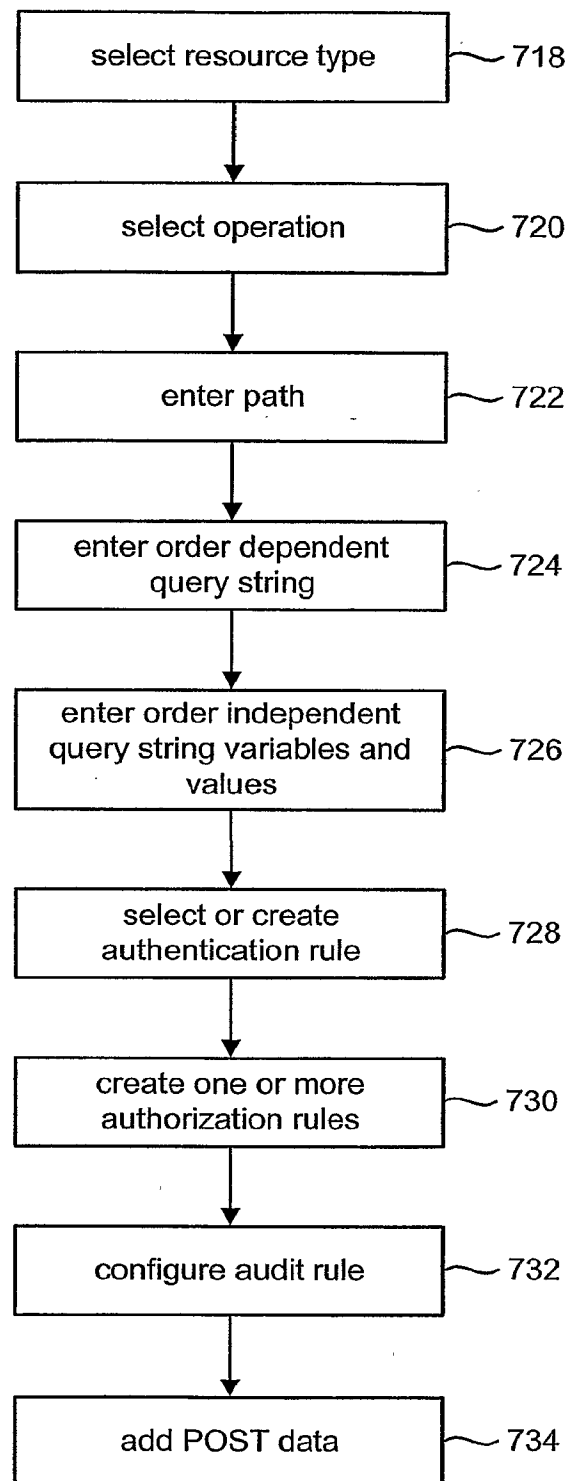 select resource type
718
select operation
720
enter path
722
enter order dependent
query string
724
enter order independent
query string variables and
values
726
select or create
authentication rule
728
create one or more
authorization rules
730
configure audit rule
732
add POST data
734